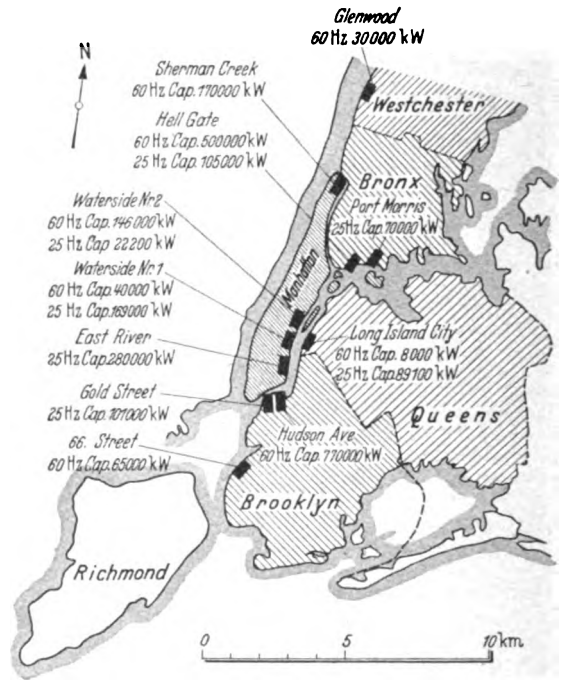 Glenwood
60 Hz 30000 kW
N
Sherman Creek
60 Hz Cap. 170000 kW
Westchester
Hell Gate
60 Hz Cap. 500000 kW
25 Hz Cap. 105000 kW
Bronx
Port Morris
25 Hz Cap. 70000 kW
Waterside Nr. 2
60 Hz Cap. 146000 kW
25 Hz Cap. 22200 kW
Manhattan
Waterside Nr. 1
60 Hz Cap. 40000 kW
25 Hz Cap. 169000 kW
East River
25 Hz Cap. 280000 kW
Long Island City
60 Hz Cap. 8000 kW
25 Hz Cap. 89100 kW
Gold Street
25 Hz Cap. 101000 kW
Queens
66. Street
60 Hz Cap. 65000 kW
Hudson Ave.
60 Hz Cap. 770000 kW
Brooklyn
Richmond
0 5 10 km